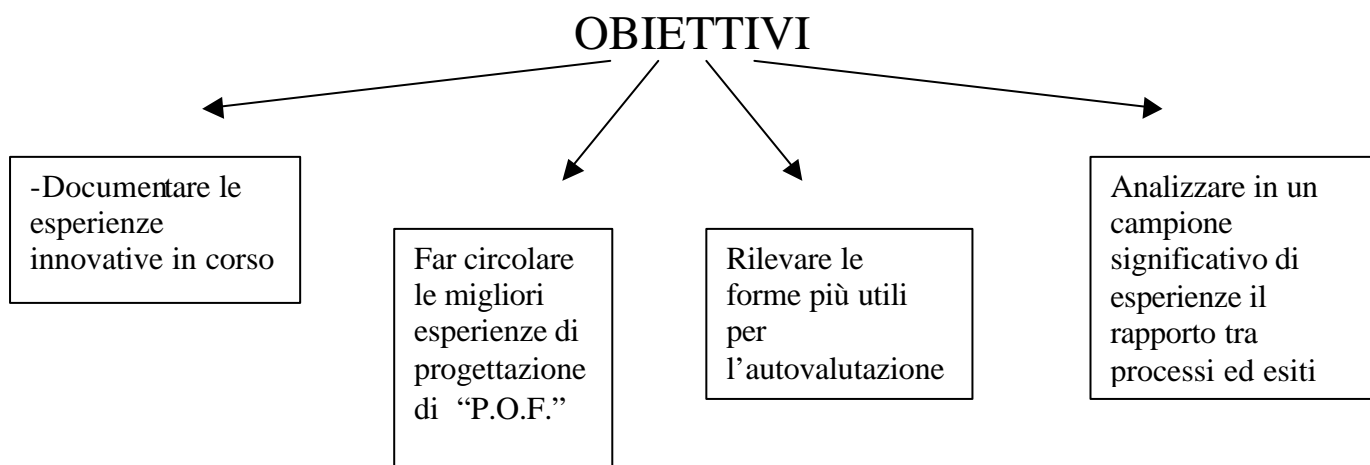 OBIETTIVI
-Documentare le
esperienze
innovative in corso
Far circolare
le migliori
esperienze di
progettazione
di “P.O.F.”
Rilevare le
forme più utili
per
l’autovalutazione
Analizzare in un
campione
significativo di
esperienze il
rapporto tra
processi ed esiti